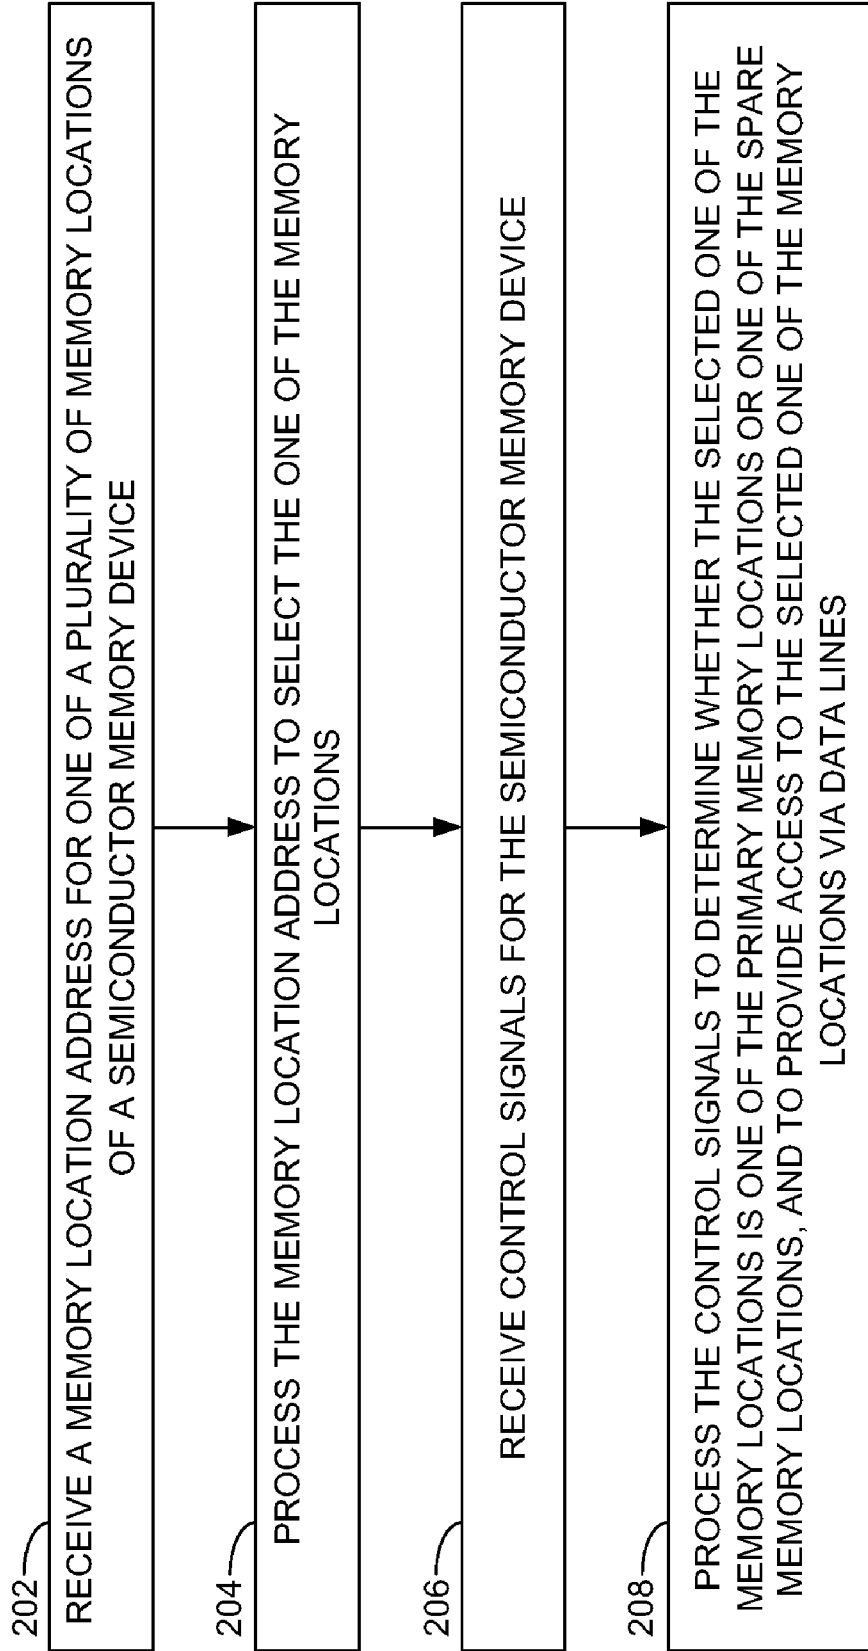 202
RECEIVE A MEMORY LOCATION ADDRESS FOR ONE OF A PLURALITY OF MEMORY LOCATIONS
OF A SEMICONDUCTOR MEMORY DEVICE
204
PROCESS THE MEMORY LOCATION ADDRESS TO SELECT THE ONE OF THE MEMORY
LOCATIONS
206
RECEIVE CONTROL SIGNALS FOR THE SEMICONDUCTOR MEMORY DEVICE
208
PROCESS THE CONTROL SIGNALS TO DETERMINE WHETHER THE SELECTED ONE OF THE
MEMORY LOCATIONS IS ONE OF THE PRIMARY MEMORY LOCATIONS OR ONE OF THE SPARE
MEMORY LOCATIONS, AND TO PROVIDE ACCESS TO THE SELECTED ONE OF THE MEMORY
LOCATIONS VIA DATA LINES